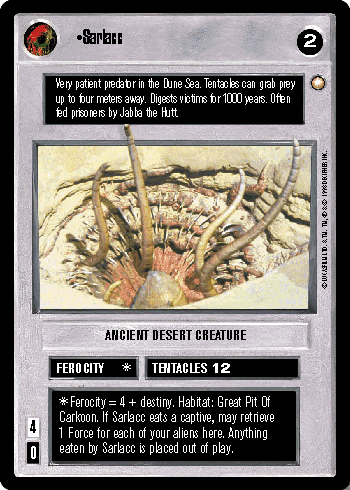 •Sarlacc
2
Very patient predator in the Dune Sea. Tentacles can grab prey
up to four meters away. Digests victims for 1000 years. Often
fed prisoners by Jabba the Hutt.
ANCIENT DESERT CREATURE
FEROCITY *
TENTACLES 12
* Ferocity = 4 + destiny. Habitat: Great Pit Of
Carkoon. If Sarlacc eats a captive, may retrieve
1 Force for each of your aliens here. Anything
eaten by Sarlacc is placed out of play.
4
0